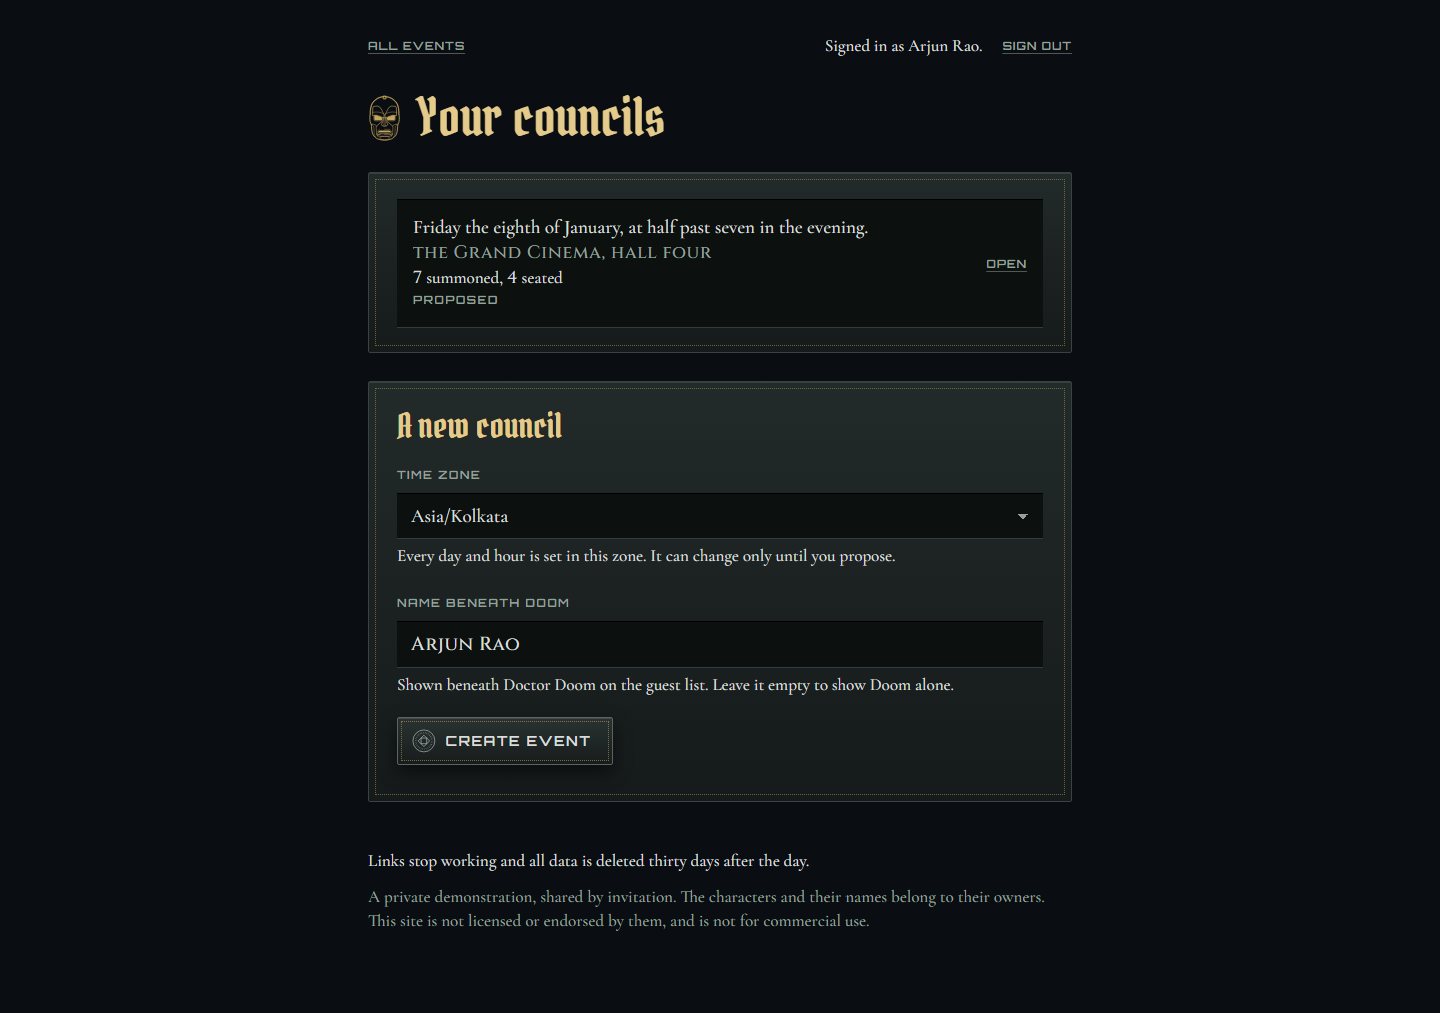 ALL EVENTS
Signed in as Arjun Rao.
SIGN OUT
Your councils
Friday the eighth of January, at half past seven in the evening.
THE GRAND CINEMA, HALL FOUR
7 summoned, 4 seated
PROPOSED
OPEN
A new council
TIME ZONE
Asia/Kolkata
Every day and hour is set in this zone. It can change only until you propose.
NAME BENEATH DOOM
ARJUN RAO
Shown beneath Doctor Doom on the guest list. Leave it empty to show Doom alone.
CREATE EVENT
Links stop working and all data is deleted thirty days after the day.
A private demonstration, shared by invitation. The characters and their names belong to their owners.
This site is not licensed or endorsed by them, and is not for commercial use.